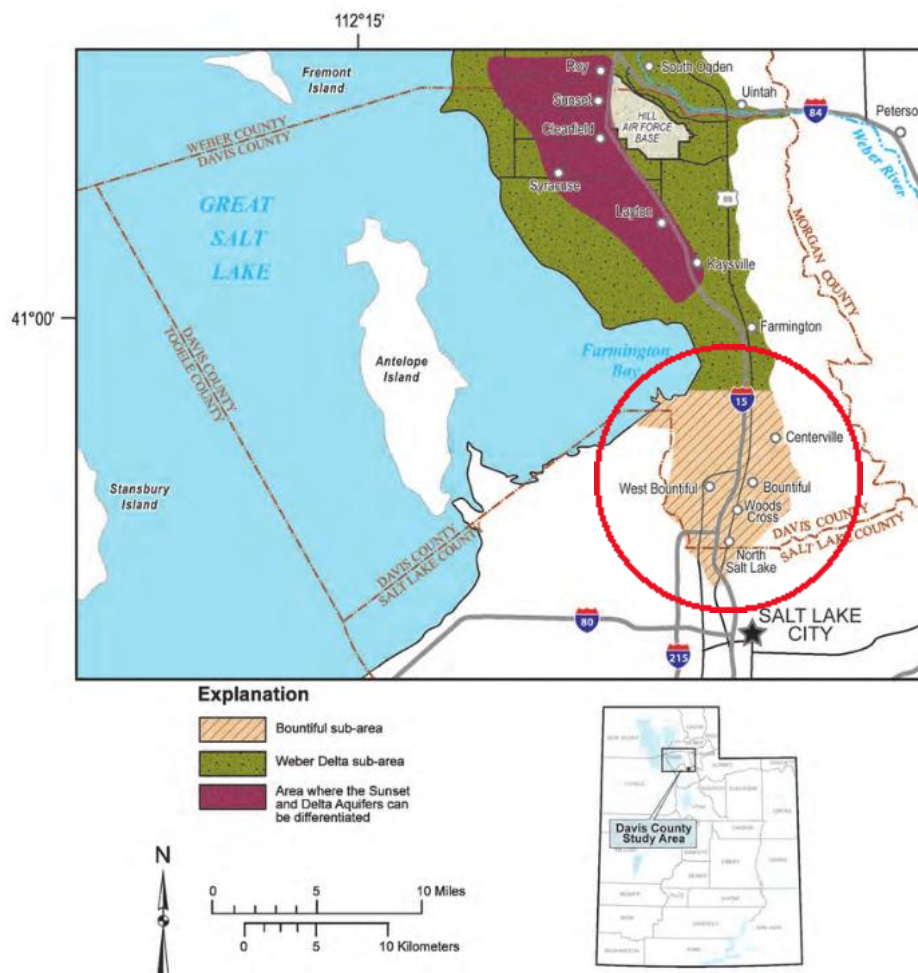 112°15'
Fremont
Island
Roy
South Ogden
Uintah
84
Peterso
Sunset
HILL
AIR FORCE
BASE
Clearfield
WEBER COUNTY
DAVIS COUNTY
Weber River
Syracuse
89
GREAT
SALT
LAKE
Layton
MORGAN COUNTY
Kaysville
41°00'
Farmington
DAVIS COUNTY
TOOELE COUNTY
Antelope
Island
Farmington
Bay
15
Centerville
Stansbury
Island
West Bountiful
Bountiful
Woods
Cross
DAVIS COUNTY
SALT LAKE COUNTY
DAVIS COUNTY
SALT LAKE COUNTY
North
Salt Lake
80
SALT LAKE
CITY
215
Explanation
Bountiful sub-area
Weber Delta sub-area
Area where the Sunset
and Delta Aquifers can
be differentiated
Davis County
Study Area
N
0 5 10 Miles
0 5 10 Kilometers